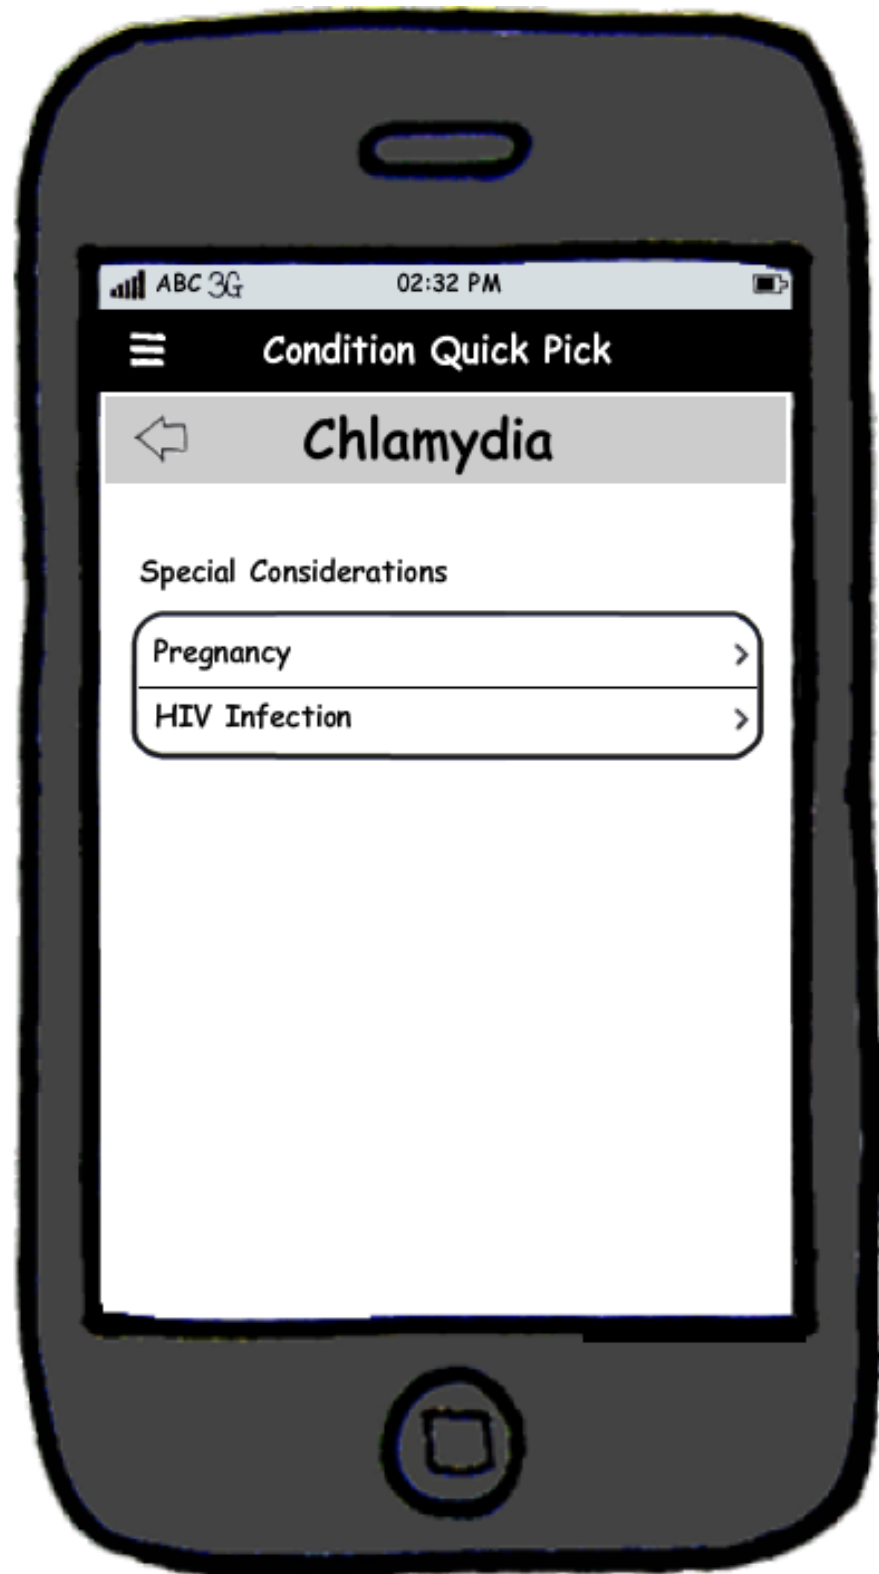 ABC 3G 02:32 PM
Condition Quick Pick
Chlamydia
Special Considerations
Pregnancy
HIV Infection